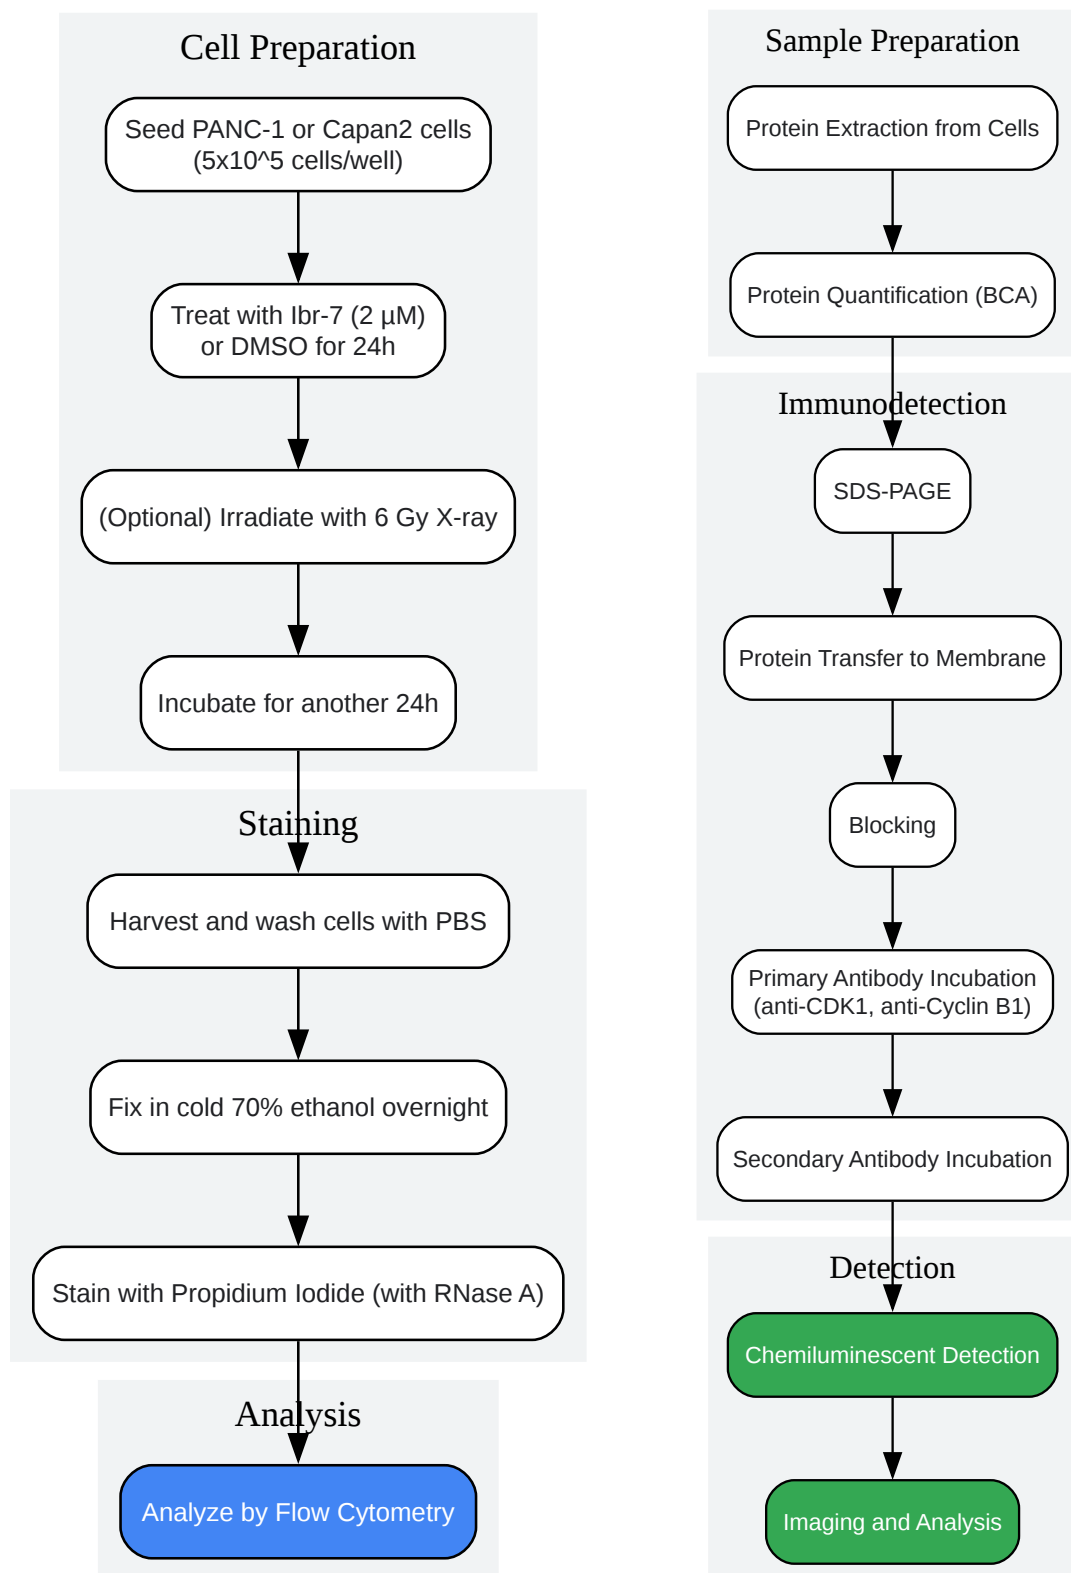 Cell Preparation
Seed PANC-1 or Capan2 cells
(5x10^5 cells/well)
Treat with Ibr-7 (2 µM)
or DMSO for 24h
(Optional) Irradiate with 6 Gy X-ray
Incubate for another 24h
Staining
Harvest and wash cells with PBS
Fix in cold 70% ethanol overnight
Stain with Propidium Iodide (with RNase A)
Analysis
Analyze by Flow Cytometry
Sample Preparation
Protein Extraction from Cells
Protein Quantification (BCA)
Immunodetection
SDS-PAGE
Protein Transfer to Membrane
Blocking
Primary Antibody Incubation
(anti-CDK1, anti-Cyclin B1)
Secondary Antibody Incubation
Detection
Chemiluminescent Detection
Imaging and Analysis